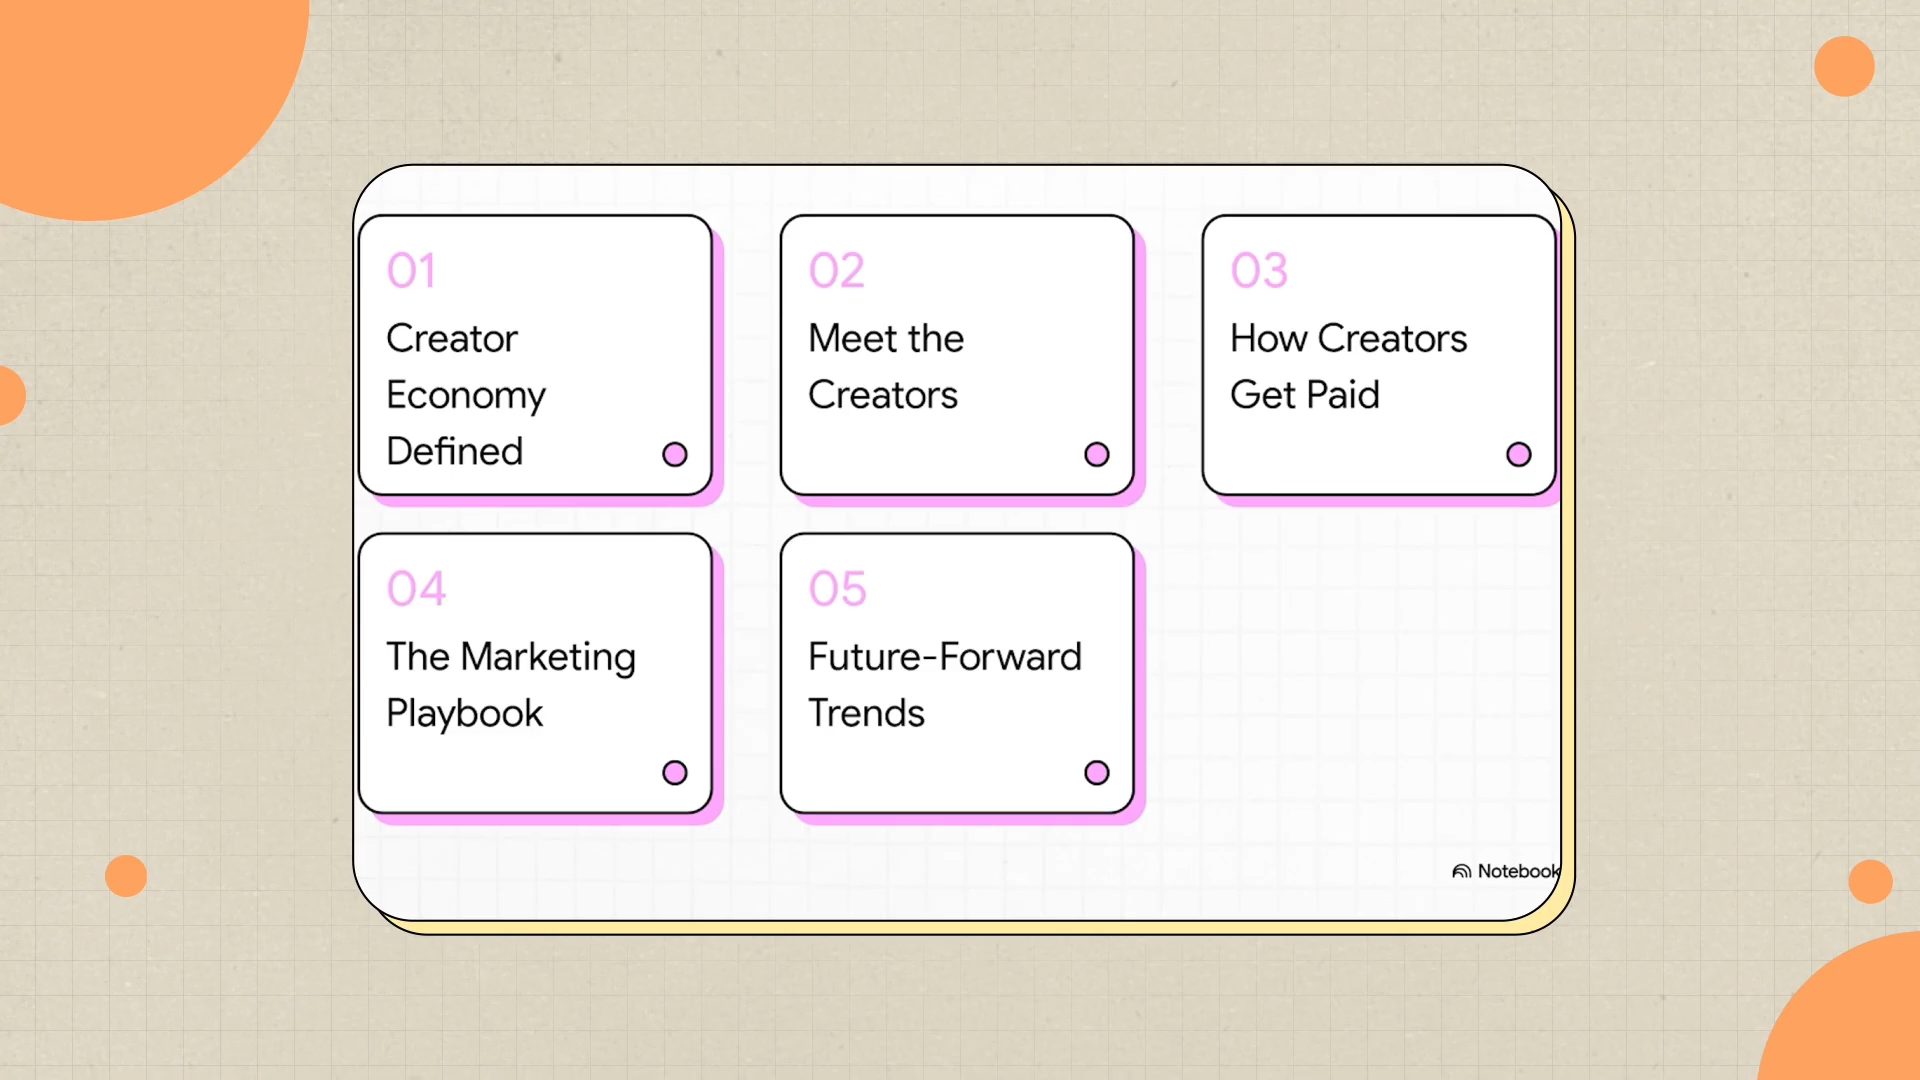 01
Creator
Economy
Defined
02
Meet the
Creators
03
How Creators
Get Paid
04
The Marketing
Playbook
05
Future-Forward
Trends
Notebook